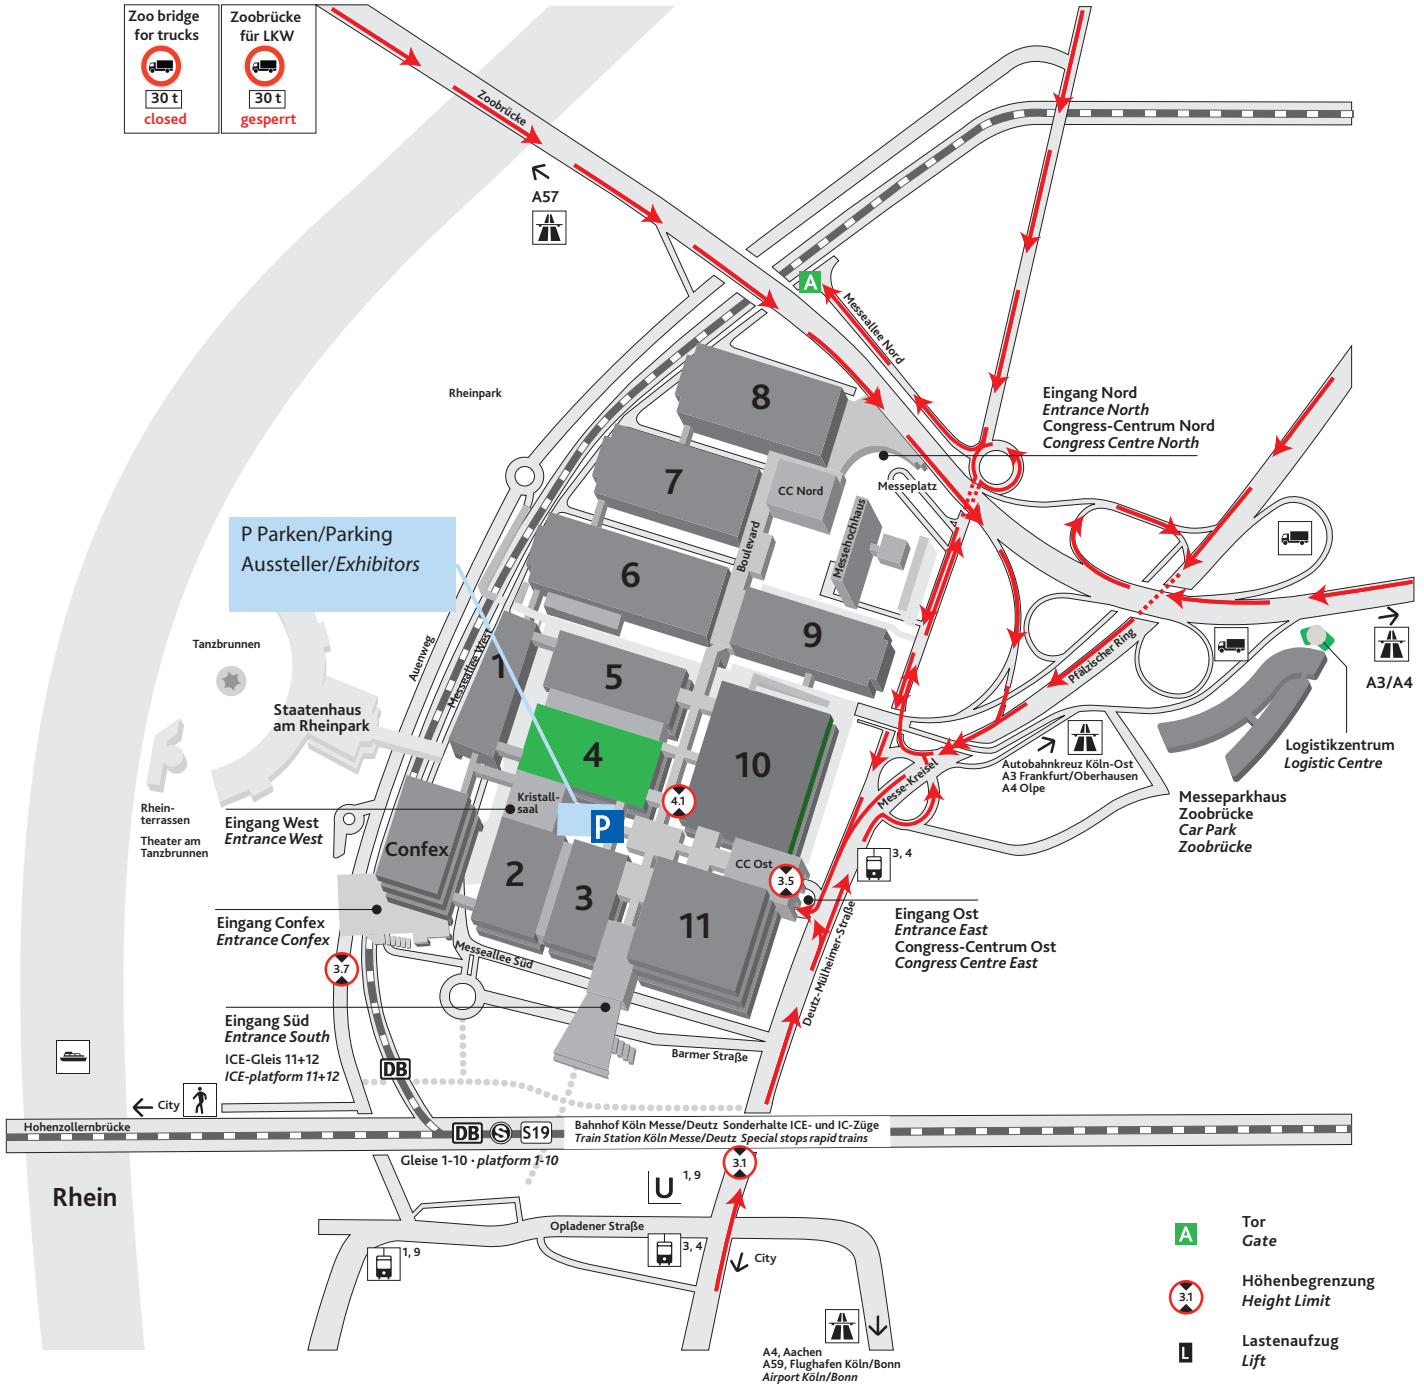 Zoo bridge
for trucks
30 t
closed
Zoobrücke
für LKW
30 t
gesperrt
Zoobrücke
A57
A
Messeallee Nord
Rheinpark
8
Eingang Nord
Entrance North
Congress-Centrum Nord
Congress Centre North
7
CC Nord
Messeplatz
Messehochhaus
Boulevard
P Parken/Parking
Aussteller/Exhibitors
6
9
Tanzbrunnen
Auenweg
Messeallee West
1
5
Pfälzischer Ring
A3/A4
Staatenhaus
am Rheinpark
4
10
Logistikzentrum
Logistic Centre
Autobahnkreuz Köln-Ost
A3 Frankfurt/Oberhausen
A4 Olpe
Messe-Kreisel
Messeparkhaus
Zoobrücke
Car Park
Zoobrücke
Kristall-
saal
4.1
P
Rhein-
terrassen
Theater am
Tanzbrunnen
Eingang West
Entrance West
Confex
2
3
11
CC Ost
3.5
3, 4
Eingang Ost
Entrance East
Congress-Centrum Ost
Congress Centre East
Eingang Confex
Entrance Confex
Deutz-Mülheimer-Straße
Messeallee Süd
3.7
Eingang Süd
Entrance South
ICE-Gleis 11+12
ICE-platform 11+12
Barmer Straße
DB
City
Hohenzollernbrücke
DB
S
S19
Bahnhof Köln Messe/Deutz Sonderhalte ICE- und IC-Züge
Train Station Köln Messe/Deutz Special stops rapid trains
Gleise 1-10 · platform 1-10
3.1
U
1, 9
Rhein
Opladener Straße
1, 9
3, 4
City
A4, Aachen
A59, Flughafen Köln/Bonn
Airport Köln/Bonn
A
Tor
Gate
3.1
Höhenbegrenzung
Height Limit
L
Lastenaufzug
Lift